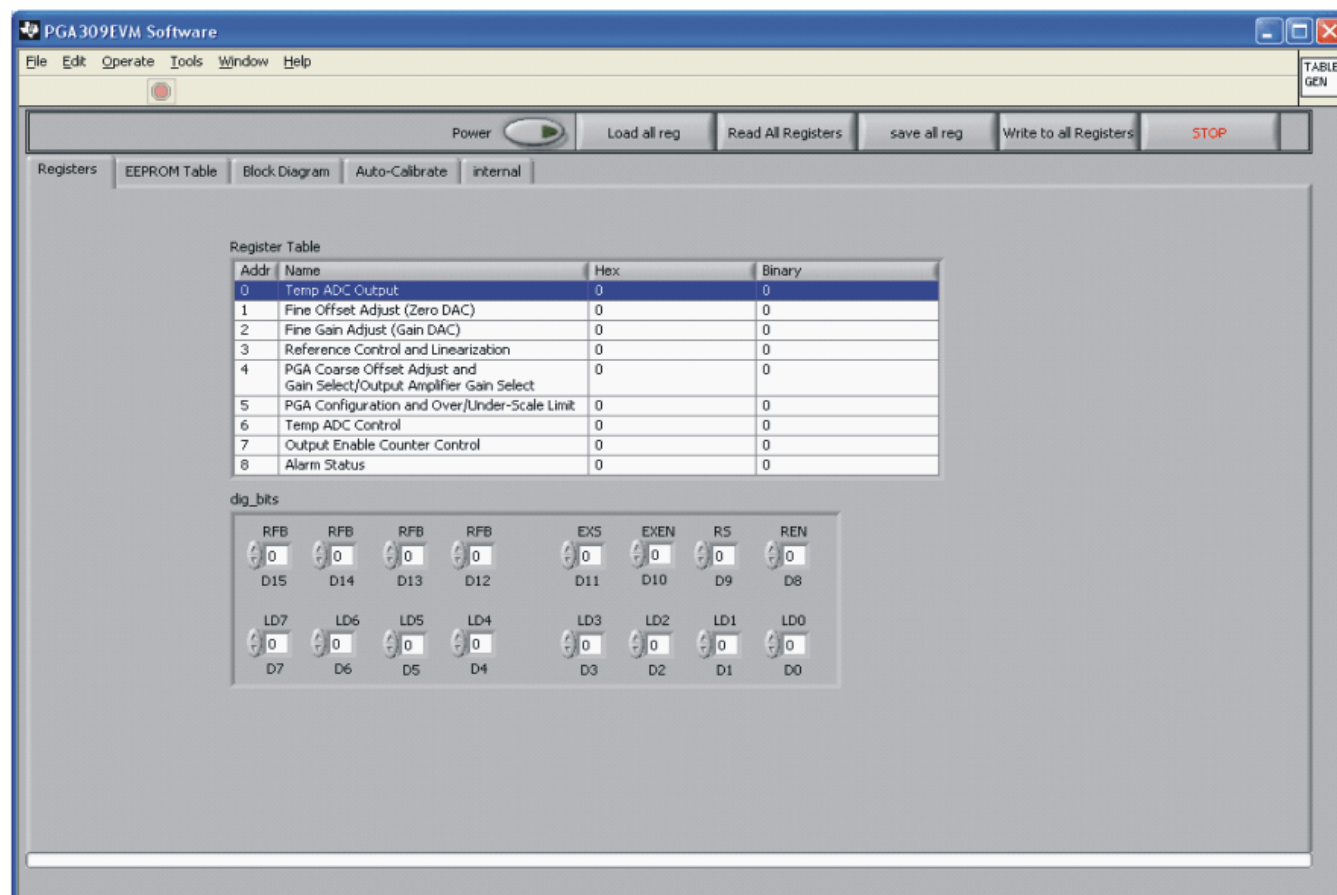 PGA309EVM Software
File Edit Operate Tools Window Help
TABLE
GEN
Power Load all reg Read All Registers save all reg Write to all Registers STOP
Registers EEPROM Table Block Diagram Auto-Calibrate internal
Register Table
Addr Name Hex Binary
0 Temp ADC Output 0 0
1 Fine Offset Adjust (Zero DAC) 0 0
2 Fine Gain Adjust (Gain DAC) 0 0
3 Reference Control and Linearization 0 0
4 PGA Coarse Offset Adjust and 0 0
Gain Select/Output Amplifier Gain Select
5 PGA Configuration and Over/Under-Scale Limit 0 0
6 Temp ADC Control 0 0
7 Output Enable Counter Control 0 0
8 Alarm Status 0 0
dig_bits
RFB RFB RFB RFB EXS EXEN RS REN
0 0 0 0 0 0 0 0
D15 D14 D13 D12 D11 D10 D9 D8
LD7 LD6 LD5 LD4 LD3 LD2 LD1 LD0
0 0 0 0 0 0 0 0
D7 D6 D5 D4 D3 D2 D1 D0